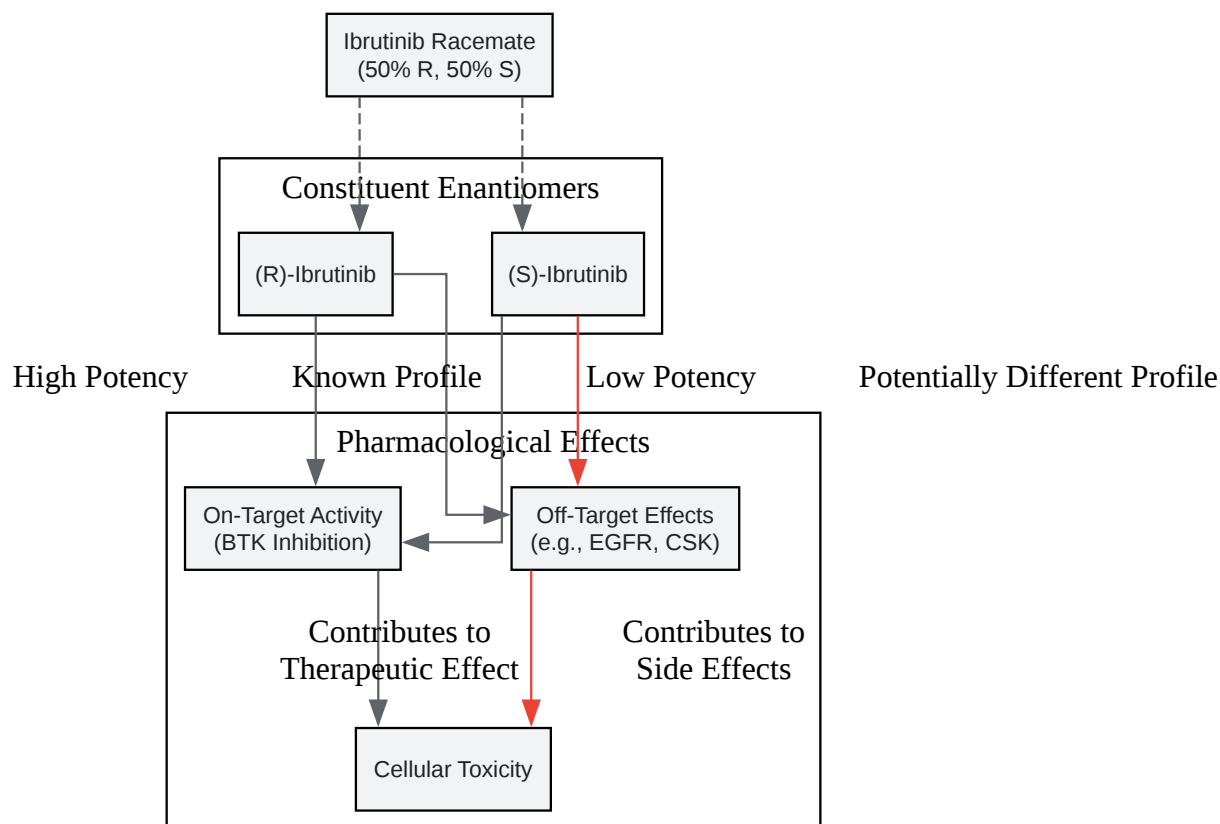 Ibrutinib Racemate
(50% R, 50% S)
Constituent Enantiomers
(R)-Ibrutinib
(S)-Ibrutinib
High Potency
Known Profile
Low Potency
Potentially Different Profile
Pharmacological Effects
On-Target Activity
(BTK Inhibition)
Off-Target Effects
(e.g., EGFR, CSK)
Contributes to
Therapeutic Effect
Contributes to
Side Effects
Cellular Toxicity